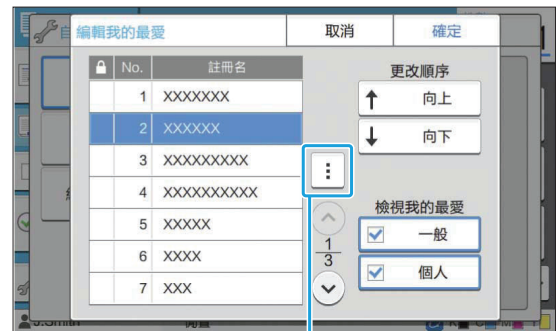 編輯我的最愛
取消
確定
No.
註冊名
1 XXXXXXX
2 XXXXXX
3 XXXXXXXXX
4 XXXXXXXXXX
5 XXXXX
6 XXXX
7 XXX
1
3
更改順序
向上
向下
檢視我的最愛
一般
個人